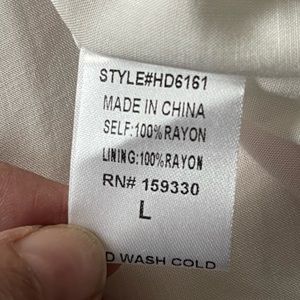 STYLE#HD6161
MADE IN CHINA
SELF:100%RAYON
LINING:100%RAYON
RN# 159330
L
D WASH COLD